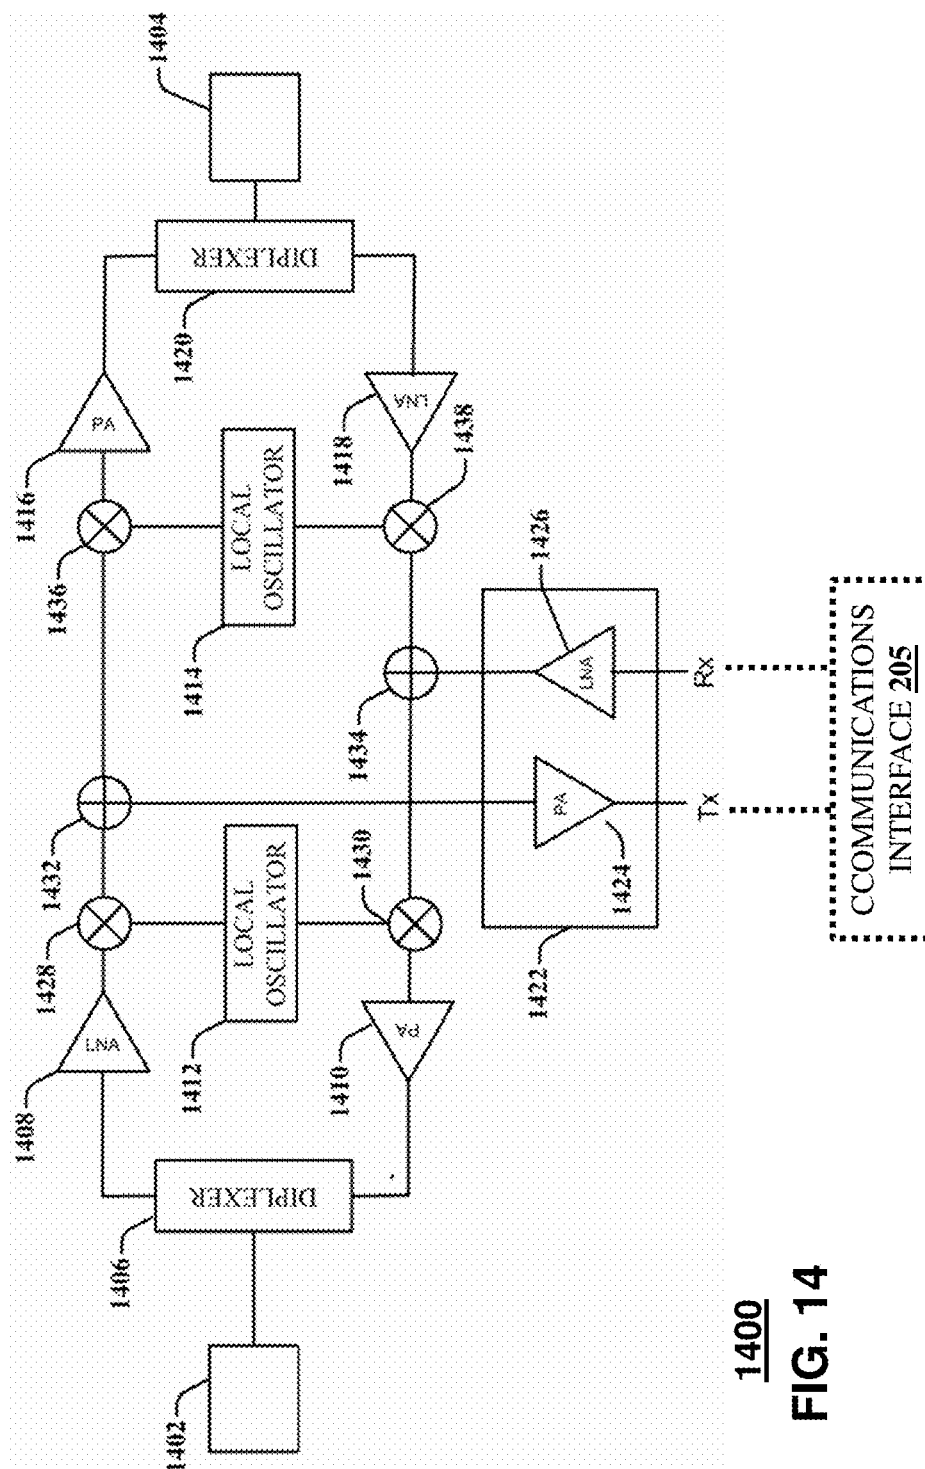 1408
1428
1432
1436
1416
LNA
PA
1402
1406
1412
1414
1420
1404
DIPLEXER
LOCAL
OSCILLATOR
LOCAL
OSCILLATOR
DIPLEXER
1410
1430
1434
1418
1438
PA
LNA
1422
1424
PA
LNA
1426
Tx
Rx
CCOMMUNICATIONS
INTERFACE 205
1400
FIG. 14